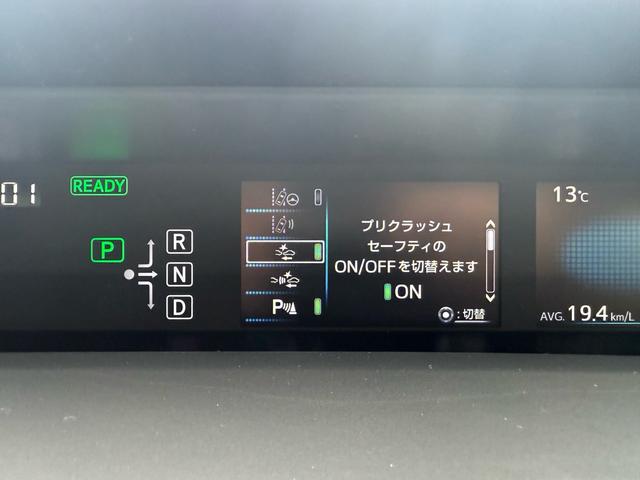 01
READY
P
R
N
D
P
プリクラッシュ
セーフティの
ON/OFFを切替えます
ON
:切替
13℃
AVG. 19.4 km/L